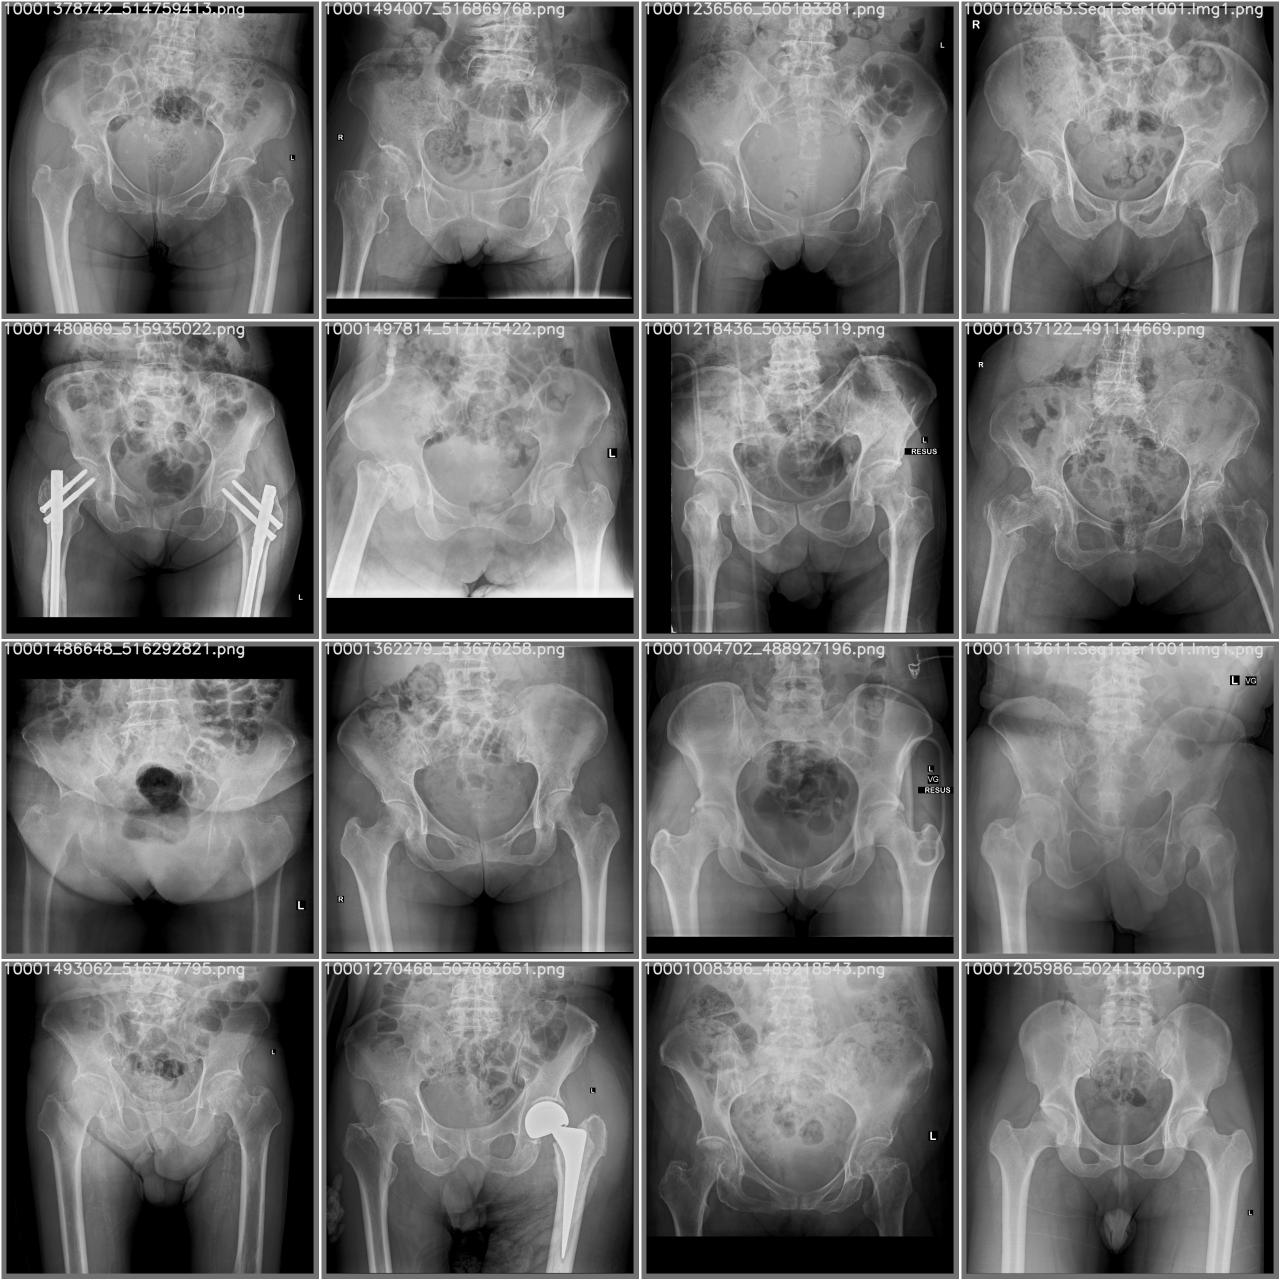 10001378742_514759413.png
10001494007_516869768.png
10001236566_505183381.png
10001020653.Seq1.Ser1001.Img1.png
L
R
L
R
10001480869_515935022.png
10001497814_517175422.png
10001218436_503555119.png
10001037122_491144669.png
L
L
L
RESUS
L
R
10001486648_516292821.png
10001362279_513676258.png
10001004702_488927196.png
10001113611.Seq1.Ser1001.Img1.png
L
R
L
VG
RESUS
L VG
10001493062_516747795.png
10001270468_507863651.png
10001008386_489218543.png
10001205986_502413603.png
L
L
L
L